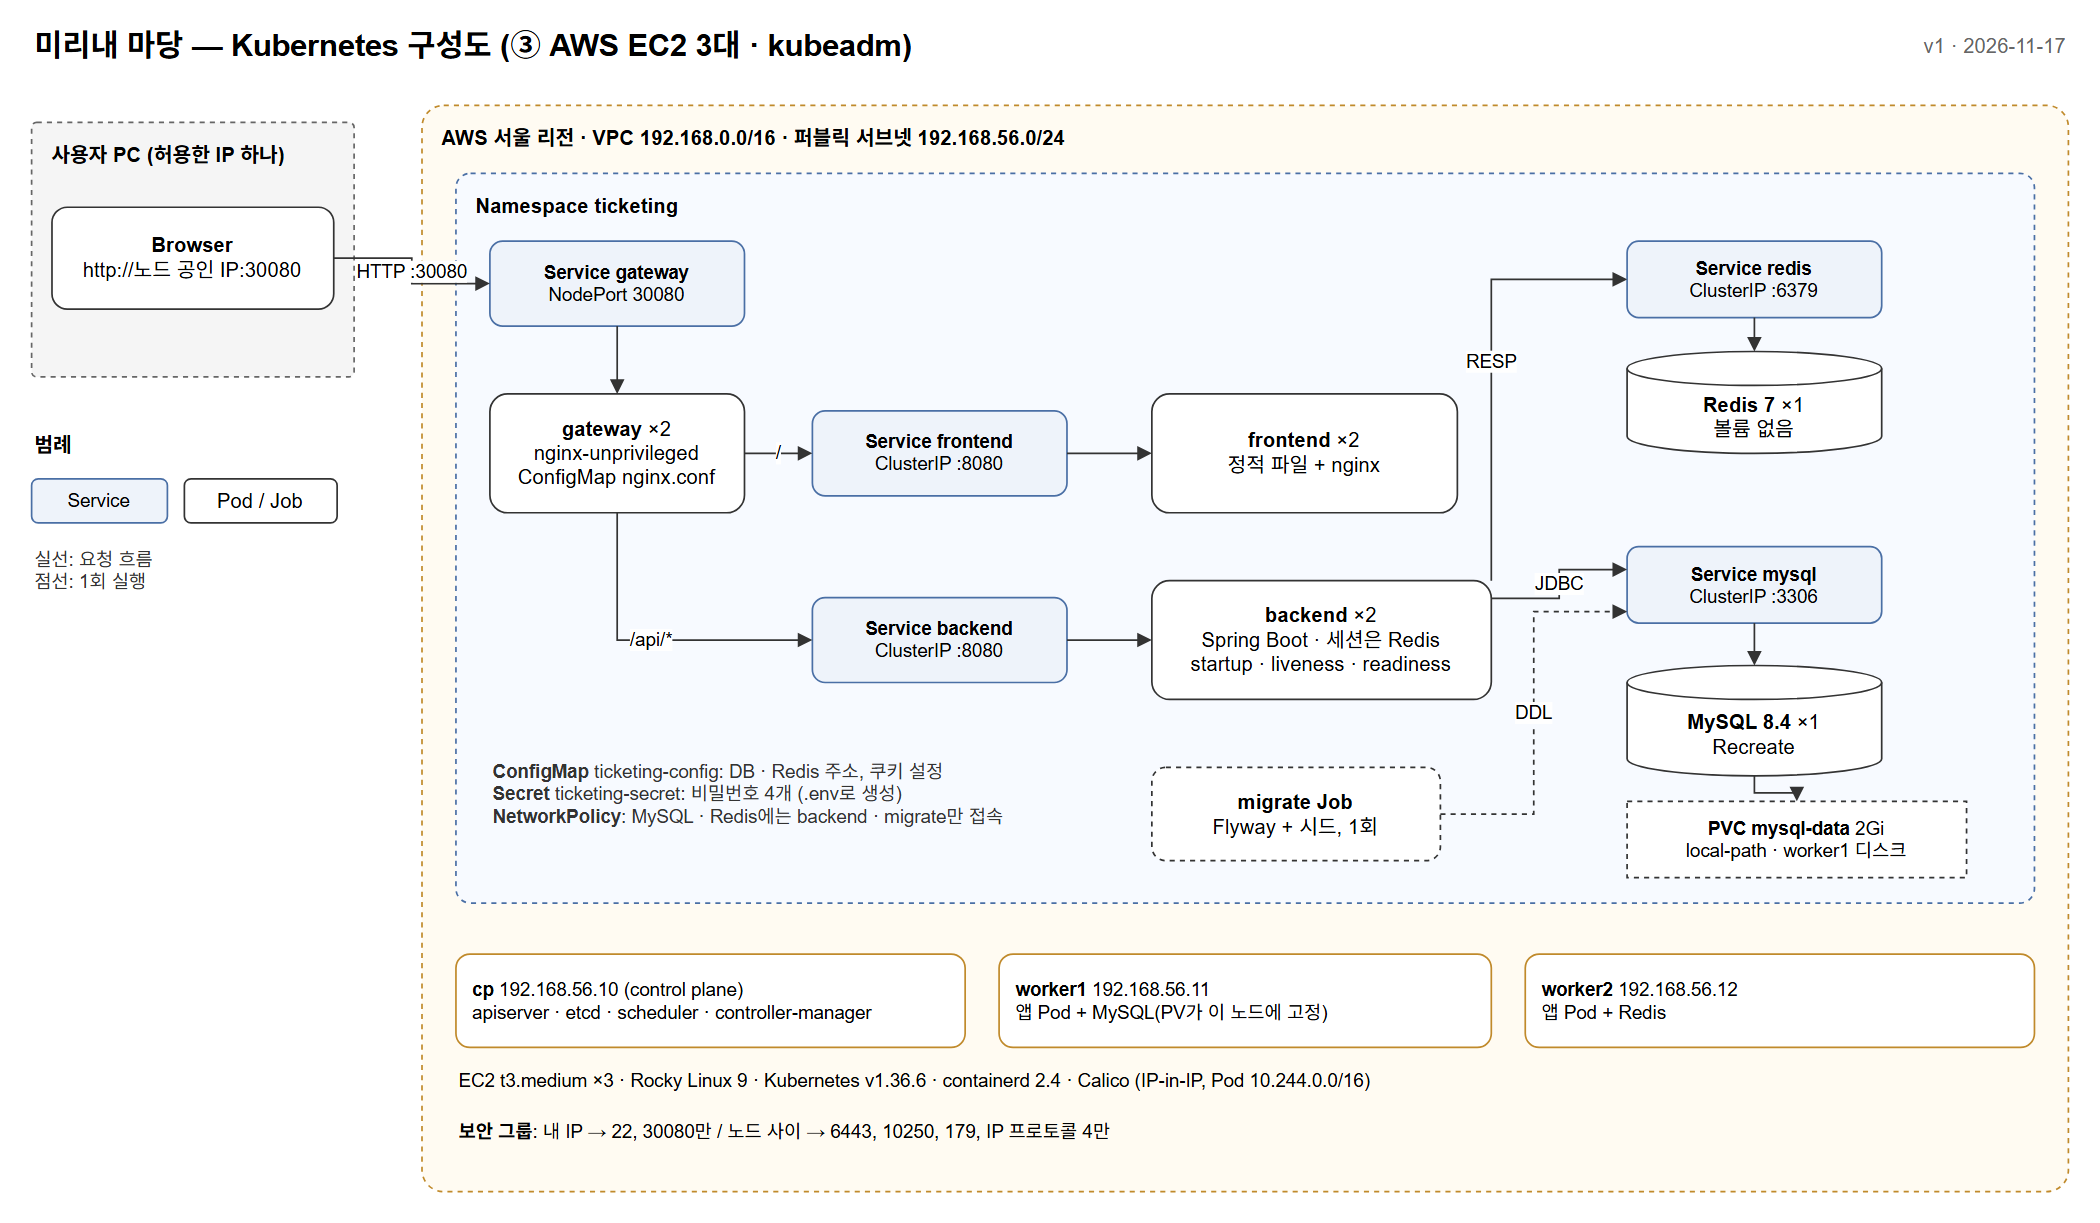 미리내 마당 — Kubernetes 구성도 (③ AWS EC2 3대 · kubeadm)
v1 · 2026-11-17
사용자 PC (허용한 IP 하나)
Browser
http://노드 공인 IP:30080
HTTP :30080
범례
Service
Pod / Job
실선: 요청 흐름
점선: 1회 실행
AWS 서울 리전 · VPC 192.168.0.0/16 · 퍼블릭 서브넷 192.168.56.0/24
Namespace ticketing
Service gateway
NodePort 30080
gateway ×2
nginx-unprivileged
ConfigMap nginx.conf
/
Service frontend
ClusterIP :8080
frontend ×2
정적 파일 + nginx
/api/*
Service backend
ClusterIP :8080
backend ×2
Spring Boot · 세션은 Redis
startup · liveness · readiness
RESP
Service redis
ClusterIP :6379
Redis 7 ×1
볼륨 없음
JDBC
Service mysql
ClusterIP :3306
MySQL 8.4 ×1
Recreate
DDL
migrate Job
Flyway + 시드, 1회
PVC mysql-data 2Gi
local-path · worker1 디스크
ConfigMap ticketing-config: DB · Redis 주소, 쿠키 설정
Secret ticketing-secret: 비밀번호 4개 (.env로 생성)
NetworkPolicy: MySQL · Redis에는 backend · migrate만 접속
cp 192.168.56.10 (control plane)
apiserver · etcd · scheduler · controller-manager
worker1 192.168.56.11
앱 Pod + MySQL(PV가 이 노드에 고정)
worker2 192.168.56.12
앱 Pod + Redis
EC2 t3.medium ×3 · Rocky Linux 9 · Kubernetes v1.36.6 · containerd 2.4 · Calico (IP-in-IP, Pod 10.244.0.0/16)
보안 그룹: 내 IP → 22, 30080만 / 노드 사이 → 6443, 10250, 179, IP 프로토콜 4만